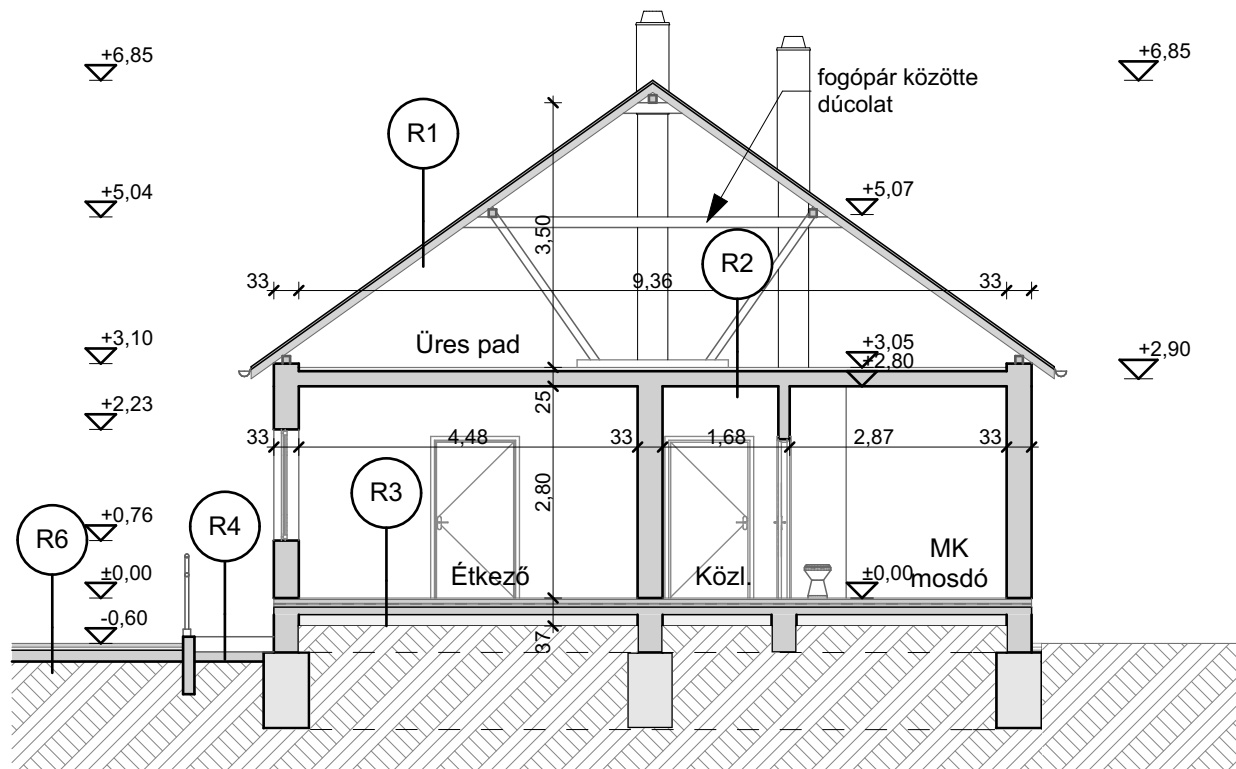 +6,85
+6,85
fogópár közötte
dúcolat
R1
+5,04
+5,07
3,50
R2
33
9,36
33
+3,10
Üres pad
+3,05
+2,80
+2,90
25
+2,23
33
4,48
33
1,68
2,87
33
2,80
R3
+0,76
R6
R4
±0,00
Étkező
Közl.
±0,00
MK
mosdó
-0,60
37